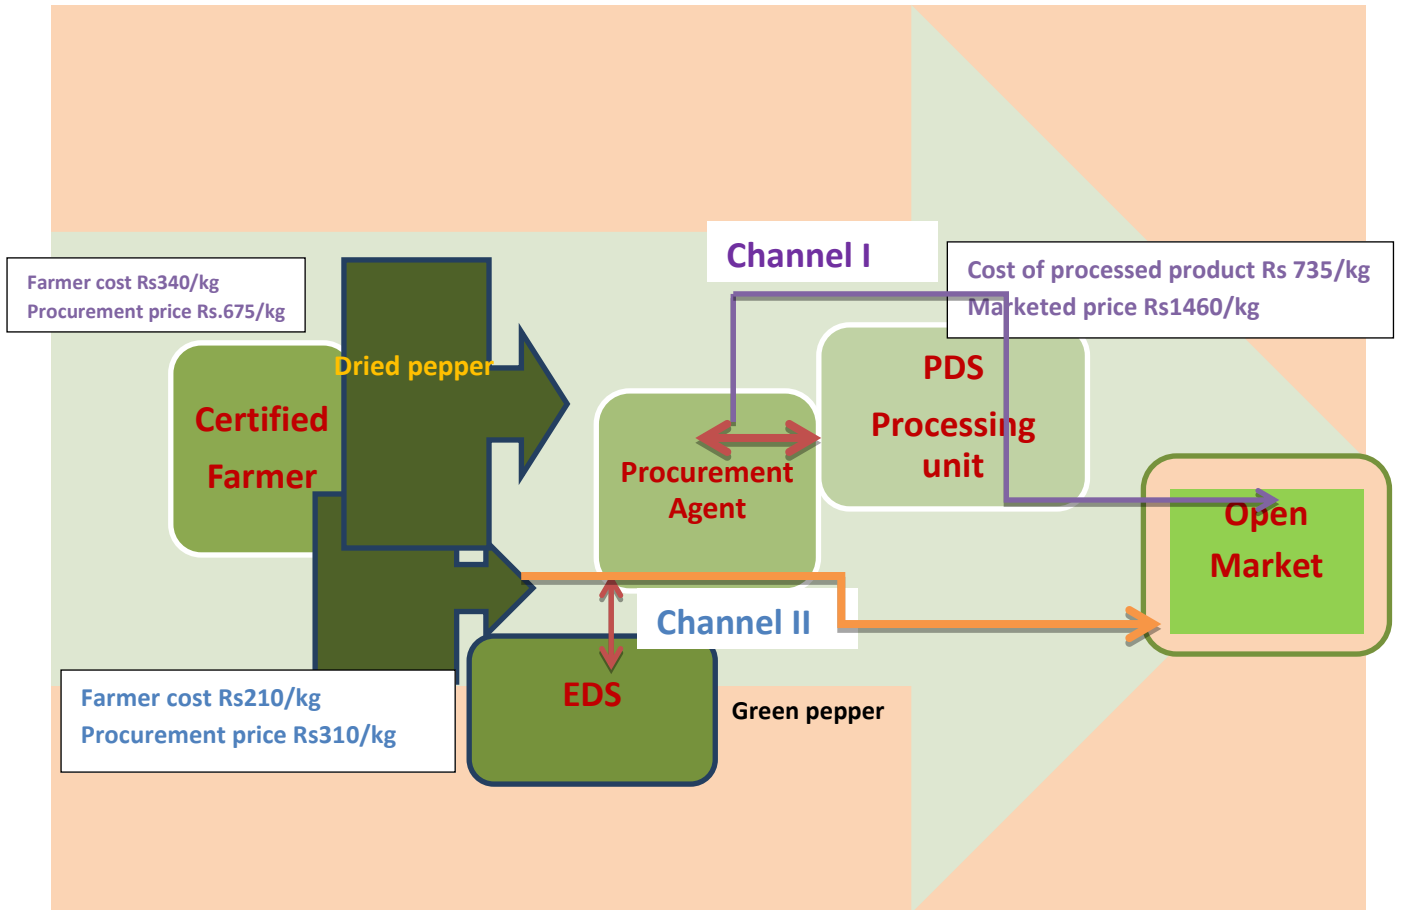 Channel I
Cost of processed product Rs 735/kg
Marketed price Rs1460/kg
Farmer cost Rs340/kg
Procurement price Rs.675/kg
Dried pepper
Certified
Farmer
PDS
Processing
unit
Procurement
Agent
Open
Market
Channel II
EDS
Green pepper
Farmer cost Rs210/kg
Procurement price Rs310/kg